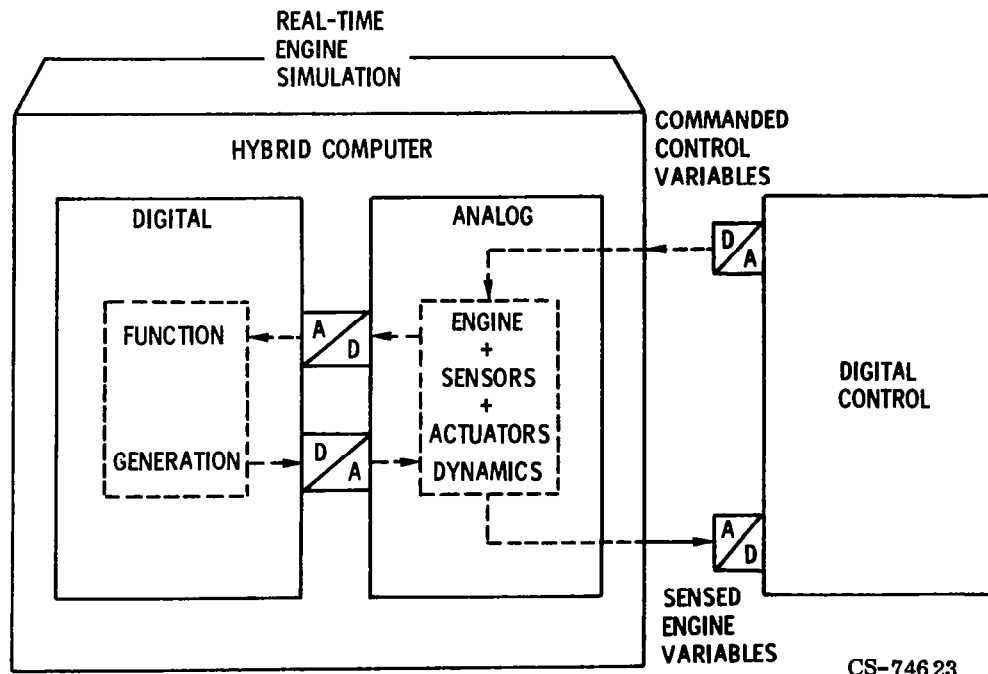 REAL-TIME
ENGINE
SIMULATION
HYBRID COMPUTER
COMMANDED
CONTROL
VARIABLES
DIGITAL
ANALOG
D
A
FUNCTION
A
D
ENGINE
+
SENSORS
+
ACTUATORS
DYNAMICS
DIGITAL
CONTROL
GENERATION
D
A
A
D
SENSED
ENGINE
VARIABLES
CS-74623